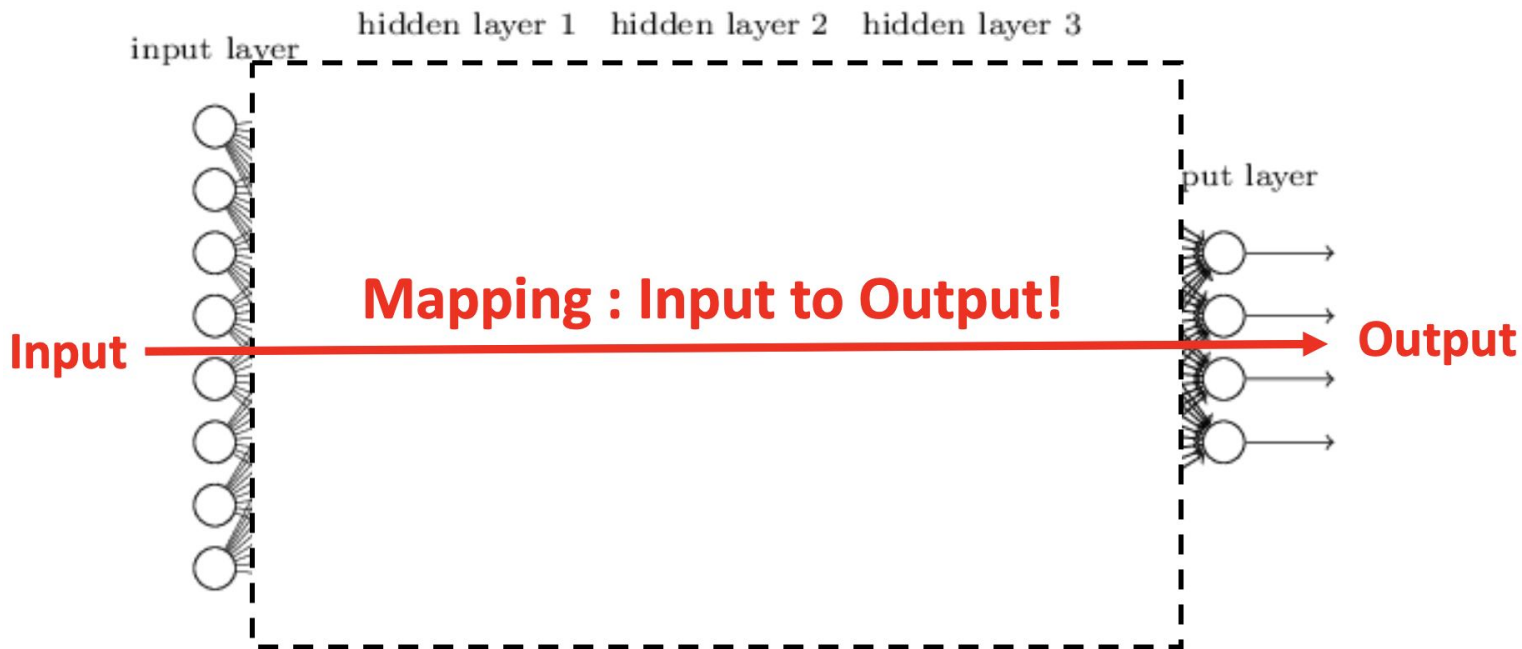 hidden layer 1 hidden layer 2 hidden layer 3
input layer
put layer
Mapping : Input to Output!
Input
Output